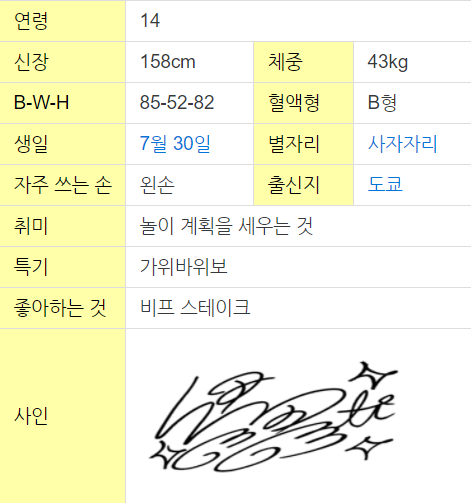 연령 14
신장 158cm 체중 43kg
B-W-H 85-52-82 혈액형 B형
생일 7월 30일 별자리 사자자리
자주 쓰는 손 왼손 출신지 도쿄
취미 놀이 계획을 세우는 것
특기 가위바위보
좋아하는 것 비프 스테이크
사인